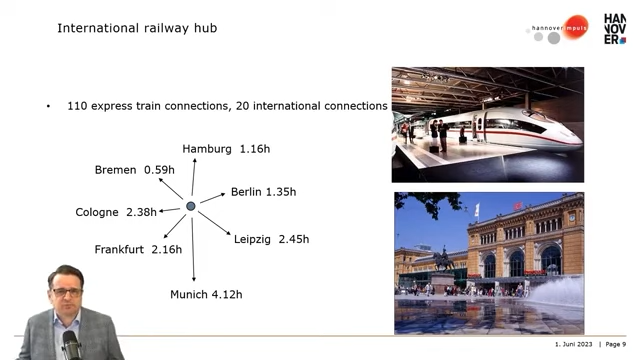 International railway hub
hannoverimpuls
HAN
NOV
ER
• 110 express train connections, 20 international connections
Hamburg 1.16h
Bremen 0.59h
Berlin 1.35h
Cologne 2.38h
Leipzig 2.45h
Frankfurt 2.16h
Munich 4.12h
1. Juni 2023 | Page 9